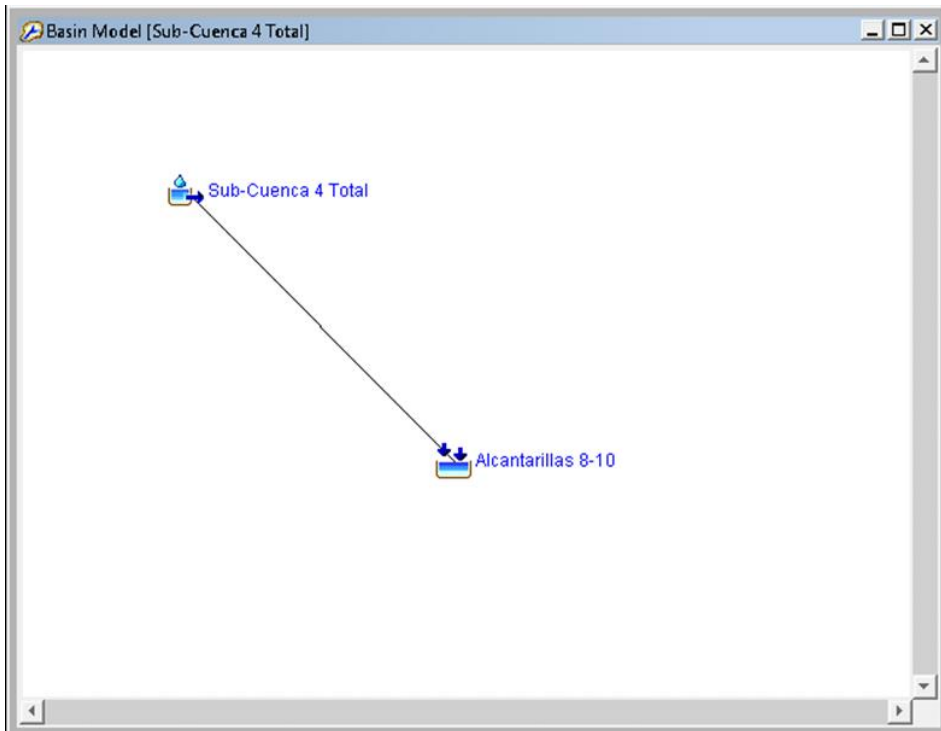 Basin Model [Sub-Cuenca 4 Total]
Sub-Cuenca 4 Total
Alcantarillas 8-10